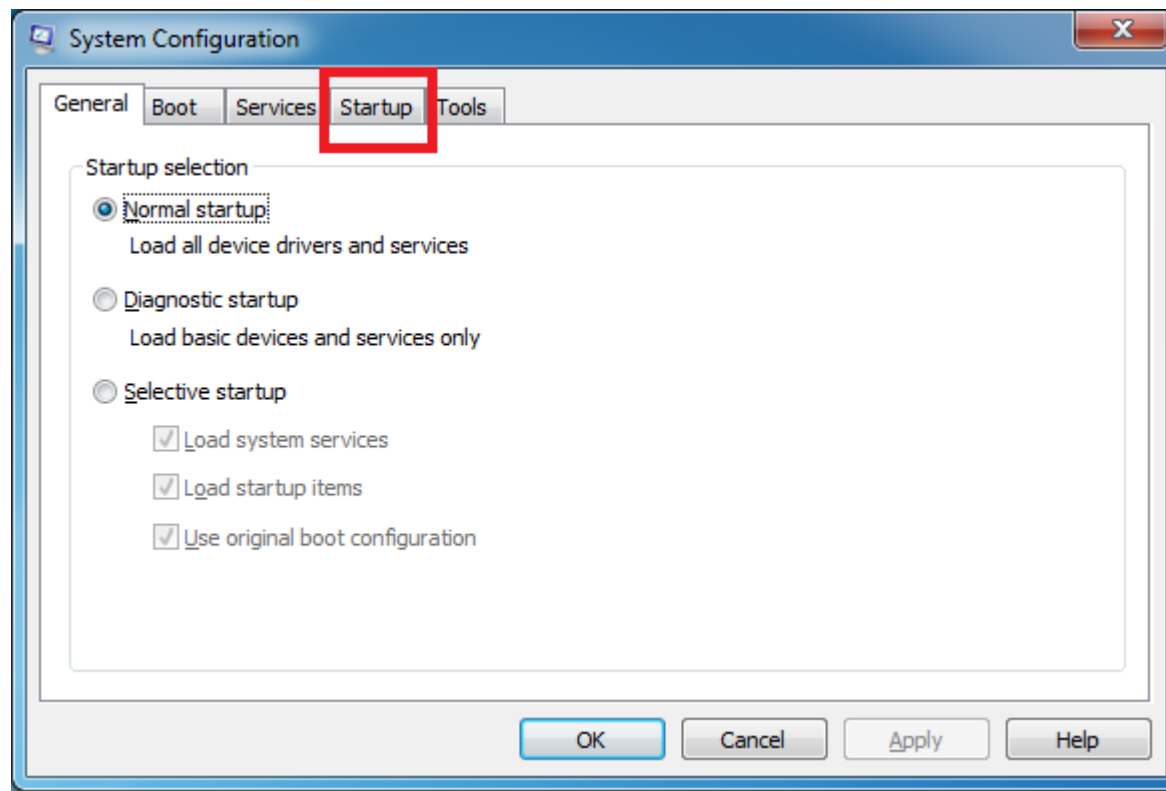 System Configuration
General Boot Services Startup Tools
Startup selection
Normal startup
Load all device drivers and services
Diagnostic startup
Load basic devices and services only
Selective startup
Load system services
Load startup items
Use original boot configuration
OK Cancel Apply Help